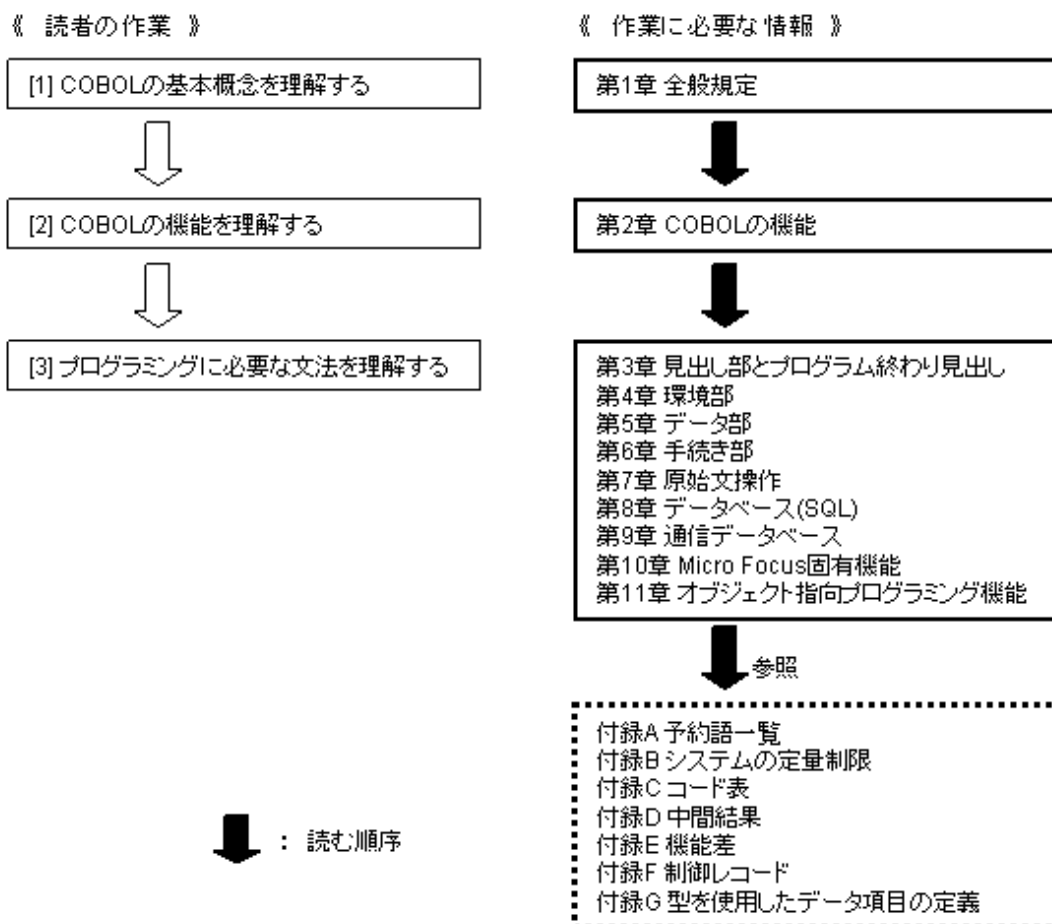 《 読者の作業 》
《 作業に必要な情報 》
[1] COBOLの基本概念を理解する
第1章 全般規定
[2] COBOLの機能を理解する
第2章 COBOLの機能
[3] プログラミングに必要な文法を理解する
第3章 見出し部とプログラム終わり見出し
第4章 環境部
第5章 データ部
第6章 手続き部
第7章 原始文操作
第8章 データベース(SQL)
第9章 通信データベース
第10章 Micro Focus固有機能
第11章 オブジェクト指向プログラミング機能
参照
付録A 予約語一覧
付録B システムの定量制限
付録C コード表
付録D 中間結果
付録E 機能差
付録F 制御レコード
付録G 型を使用したデータ項目の定義
： 読む順序